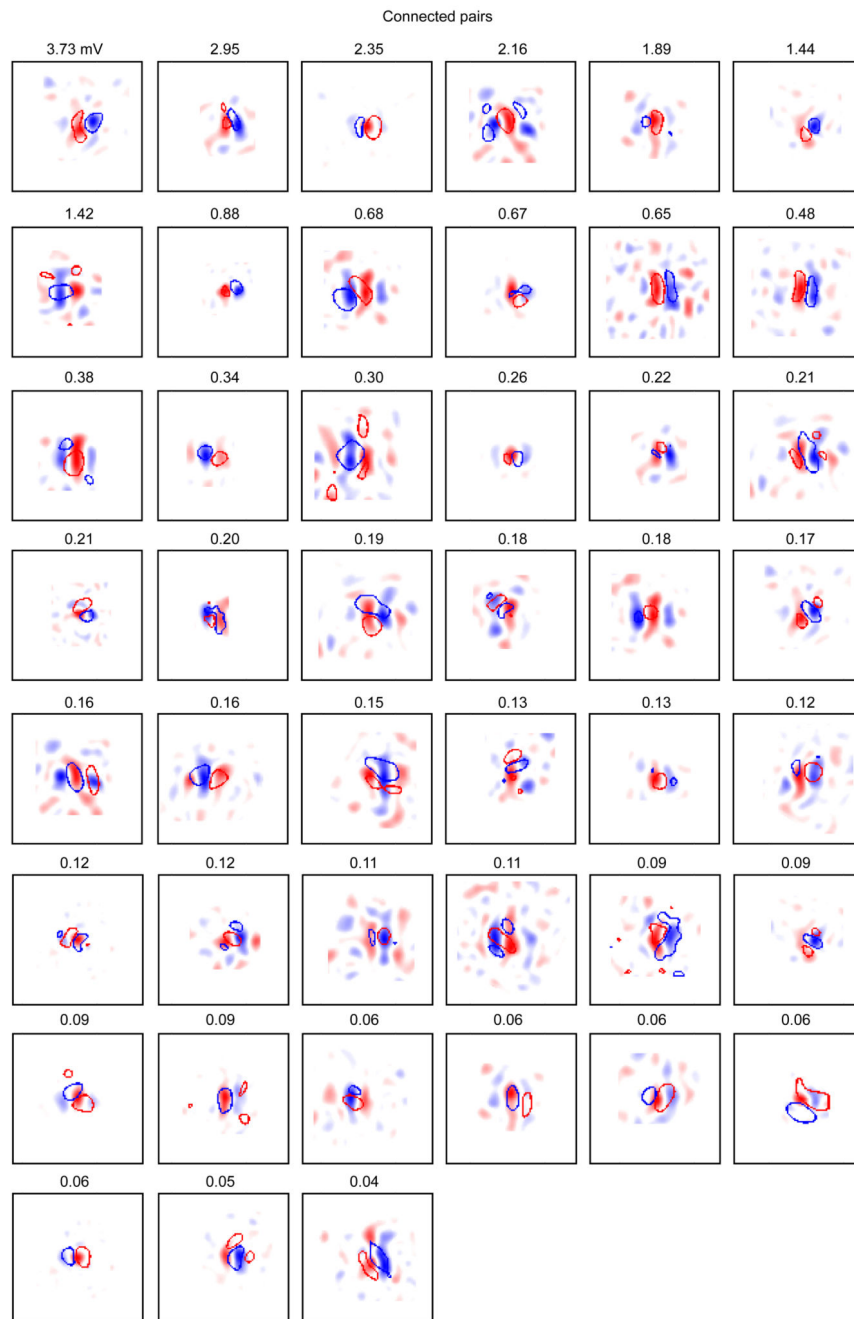 Connected pairs
3.73 mV 2.95 2.35 2.16 1.89 1.44
1.42 0.88 0.68 0.67 0.65 0.48
0.38 0.34 0.30 0.26 0.22 0.21
0.21 0.20 0.19 0.18 0.18 0.17
0.16 0.16 0.15 0.13 0.13 0.12
0.12 0.12 0.11 0.11 0.09 0.09
0.09 0.09 0.06 0.06 0.06 0.06
0.06 0.05 0.04